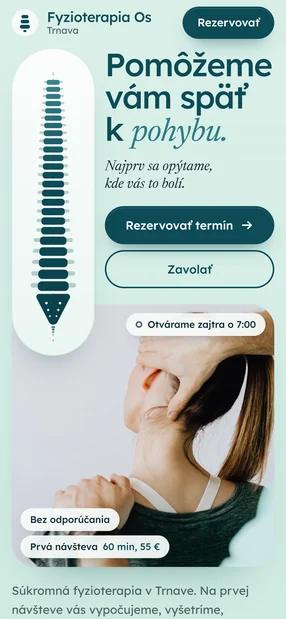 Fyzioterapia Os
Trnava
Rezervovať
Pomôžeme
vám späť
k pohybu.
Najprv sa opýtame,
kde vás to bolí.
Rezervovať termín →
Zavolať
Otvárame zajtra o 7:00
Bez odporúčania
Prvá návšteva 60 min, 55 €
Súkromná fyzioterapia v Trnave. Na prvej
návšteve vás vypočujeme, vyšetríme,